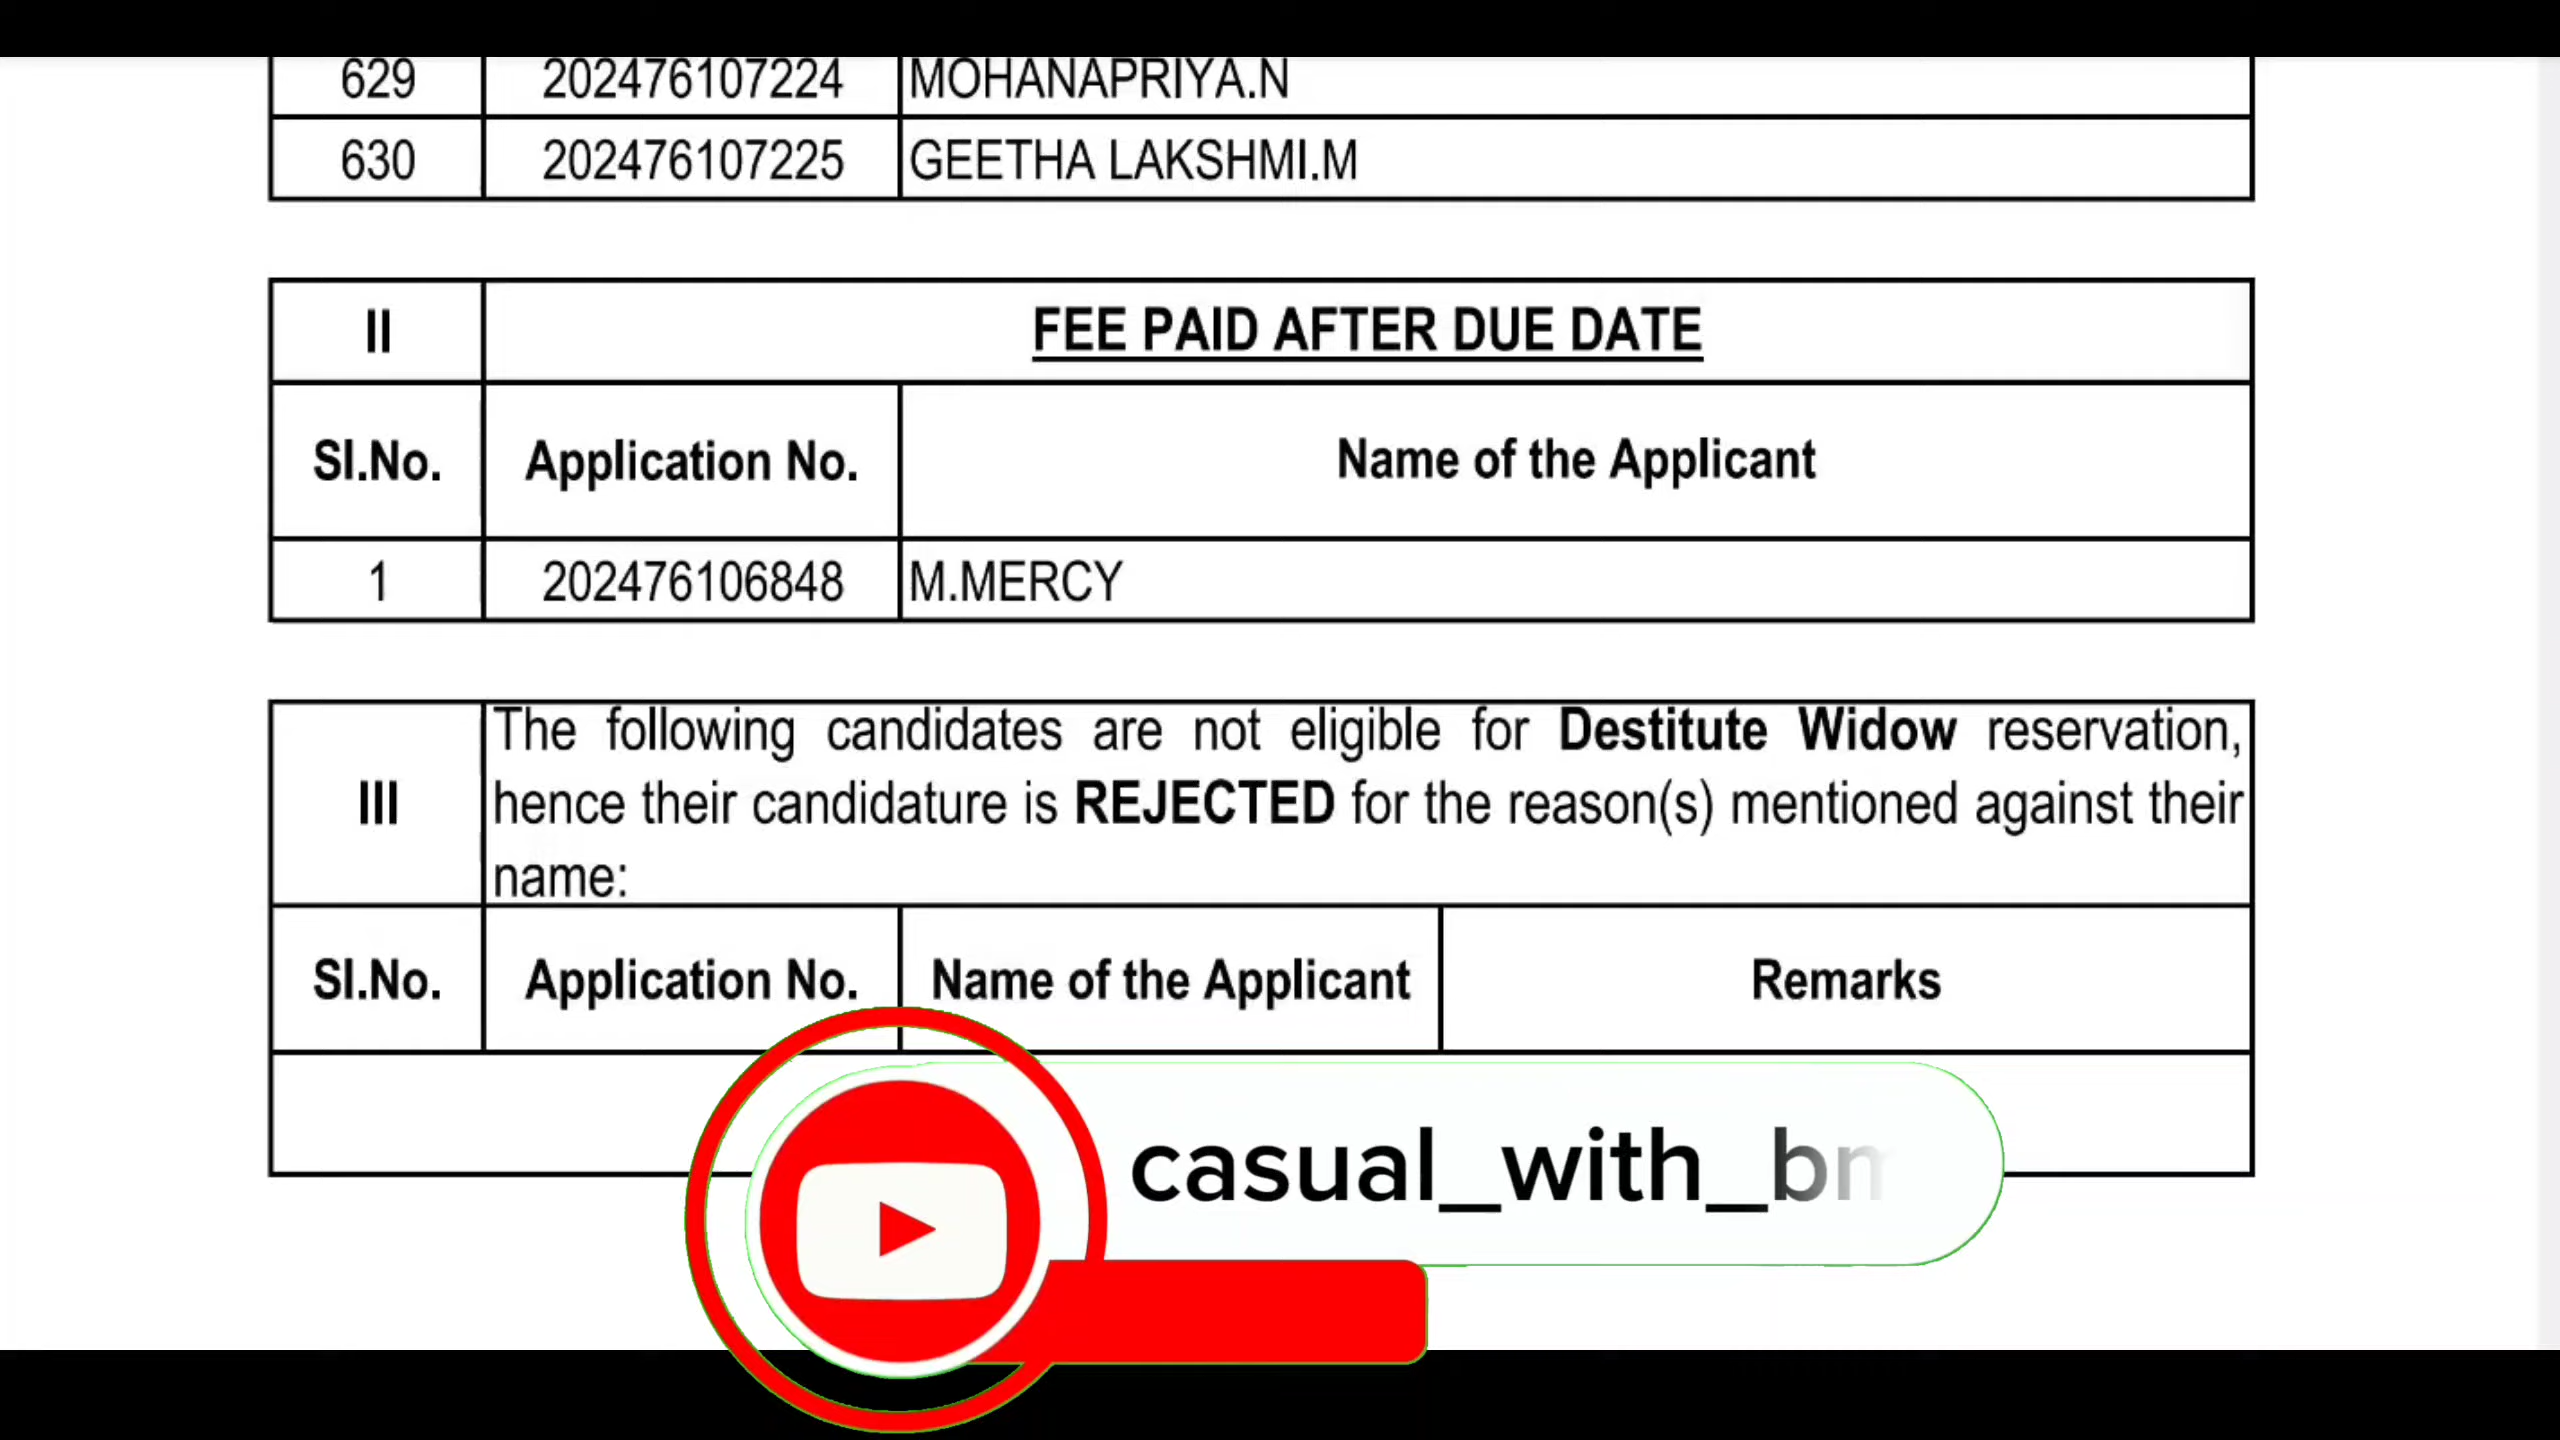 629 202476107224 MOHANAPRIYA.N
630 202476107225 GEETHA LAKSHMI.M
II FEE PAID AFTER DUE DATE
Sl.No. Application No. Name of the Applicant
1 202476106848 M.MERCY
III The following candidates are not eligible for Destitute Widow reservation,
hence their candidature is REJECTED for the reason(s) mentioned against their
name:
Sl.No. Application No. Name of the Applicant Remarks
casual_with_